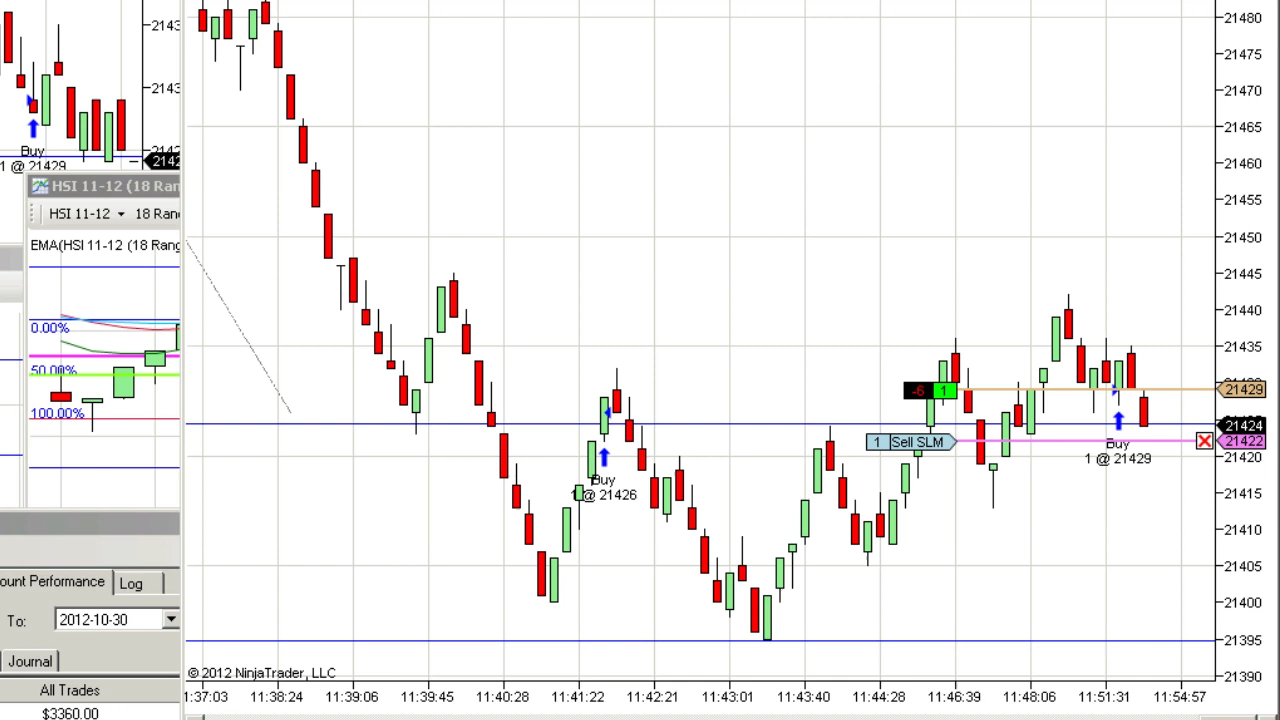 2143
2143
2142
Buy
1 @ 21429
HSI 11-12 (18 Ran
HSI 11-12 18 Ran
EMA(HSI 11-12 (18 Rang
0.00%
50.00%
100.00%
ount Performance Log
To: 2012-10-30
Journal
All Trades
$3360.00
21480
21475
21470
21465
21460
21455
21450
21445
21440
21435
21429
21424
21422
21420
21415
21410
21405
21400
21395
21390
-6 1
1 Sell SLM
Buy
1 @ 21429
Buy
1 @ 21426
© 2012 NinjaTrader, LLC
11:37:03 11:38:24 11:39:06 11:39:45 11:40:28 11:41:22 11:42:21 11:43:01 11:43:40 11:44:28 11:46:39 11:48:06 11:51:31 11:54:57